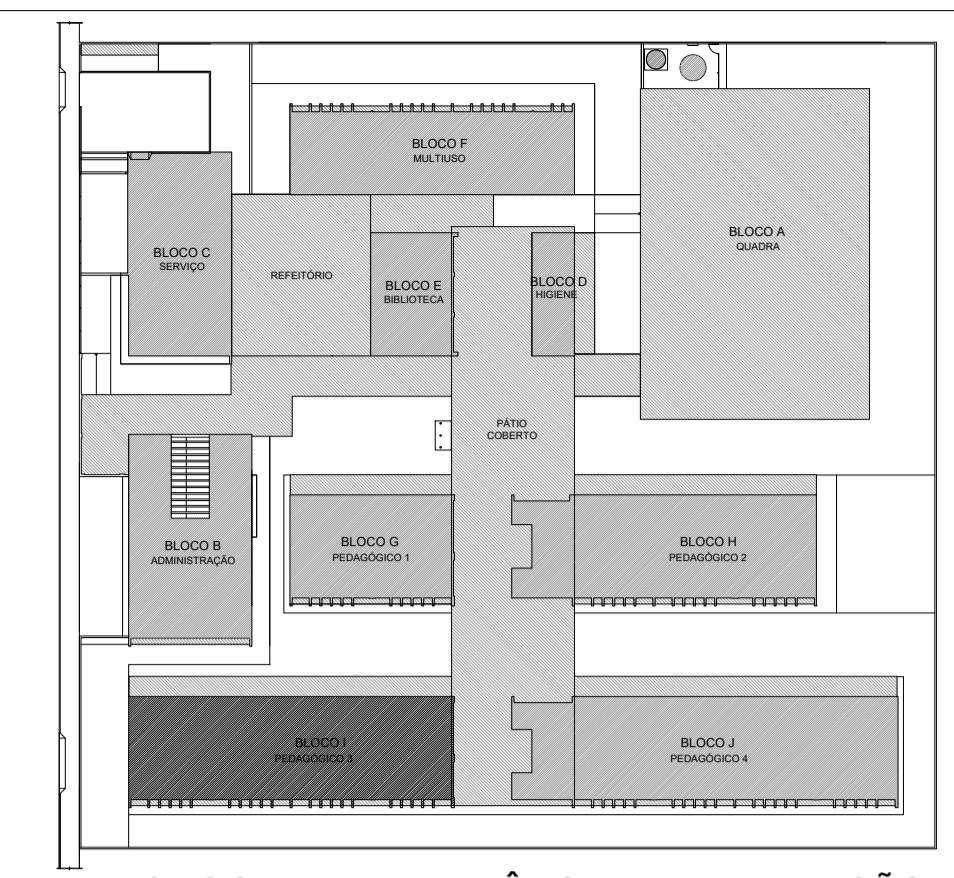 BLOCO F
MULTIUSO
BLOCO A
QUADRA
BLOCO C
SERVIÇO
REFEITÓRIO
BLOCO E
BIBLIOTECA
BLOCO D
HIGIENE
PÁTIO
COBERTO
BLOCO B
ADMINISTRAÇÃO
BLOCO G
PEDAGÓGICO 1
BLOCO H
PEDAGÓGICO 2
BLOCO I
PEDAGÓGICO 3
BLOCO J
PEDAGÓGICO 4